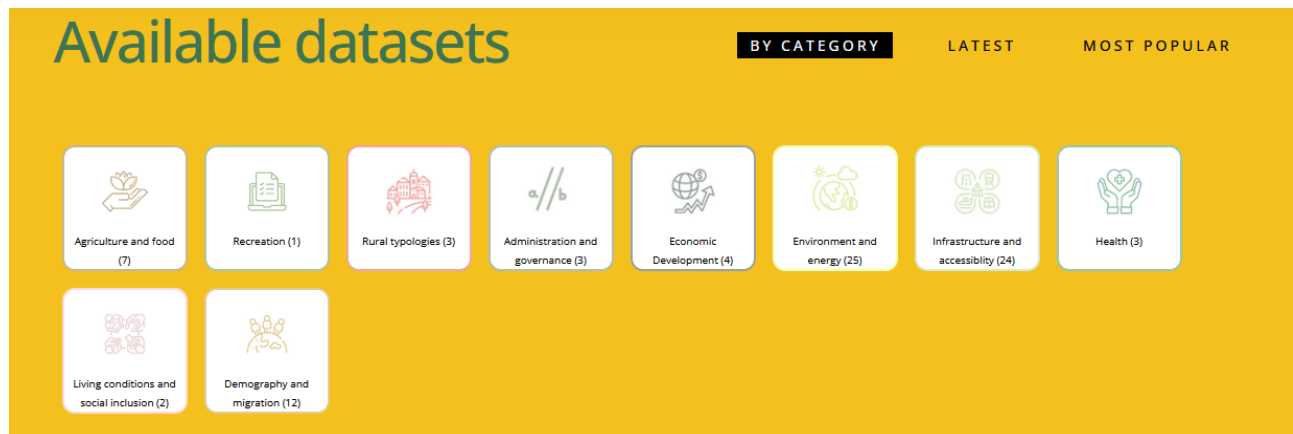 Available datasets
BY CATEGORY
LATEST
MOST POPULAR
Agriculture and food
(7)
Recreation (1)
Rural typologies (3)
a//b
Administration and
governance (3)
Economic
Development (4)
Environment and
energy (25)
Infrastructure and
accessiblity (24)
Health (3)
Living conditions and
social inclusion (2)
Demography and
migration (12)